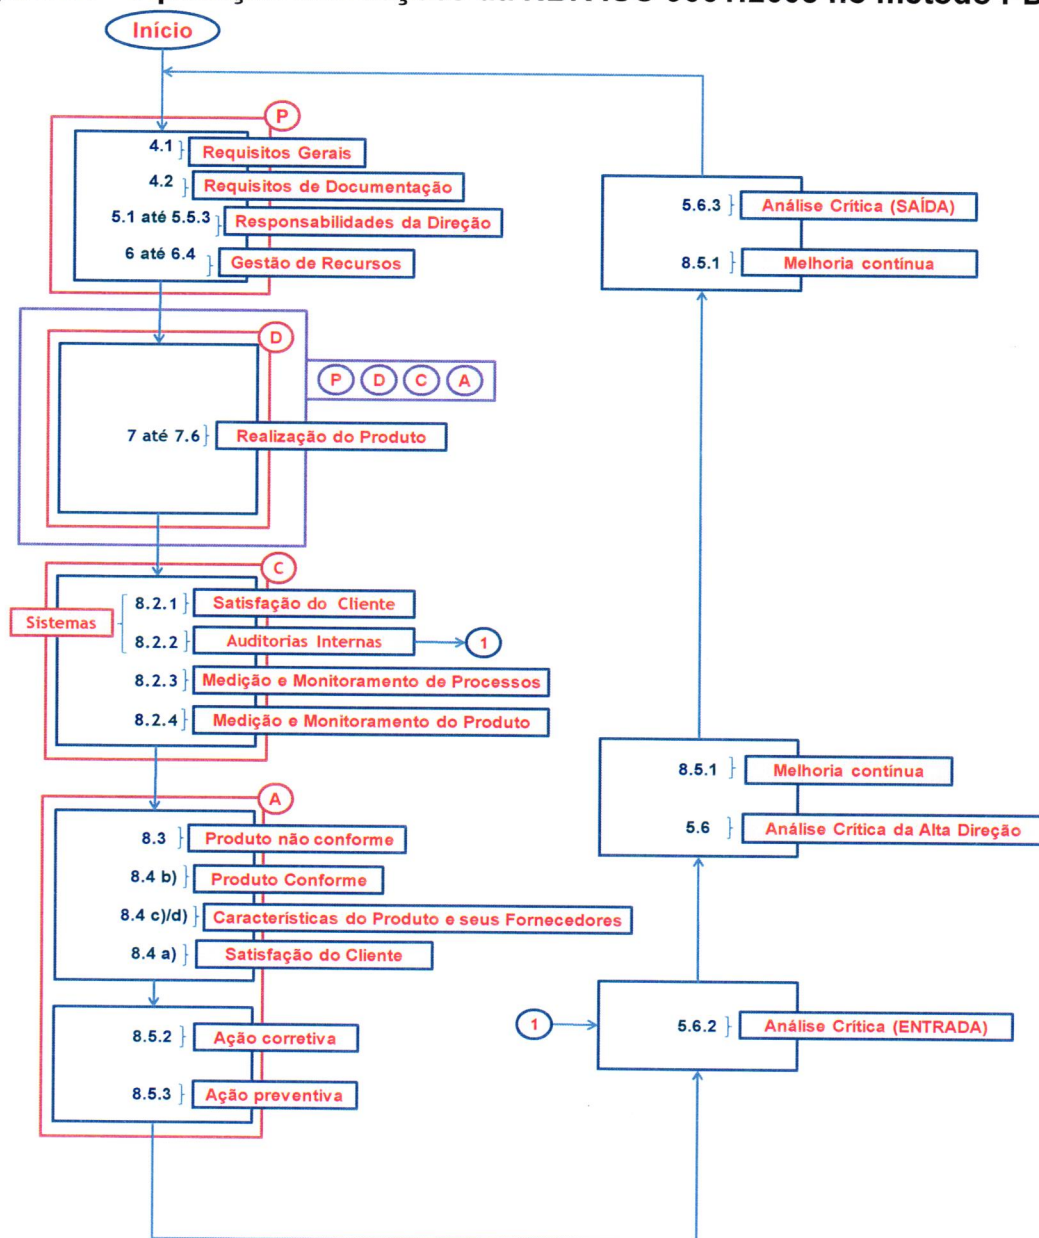 9001:2008 no método
Início
P
4.1 Requisitos Gerais
4.2 Requisitos de Documentação
5.1 até 5.5.3 Responsabilidades da Direção
6 até 6.4 Gestão de Recursos
D
P D C A
7 até 7.6 Realização do Produto
C
Sistemas
8.2.1 Satisfação do Cliente
8.2.2 Auditorias Internas 1
8.2.3 Medição e Monitoramento de Processos
8.2.4 Medição e Monitoramento do Produto
A
8.3 Produto não conforme
8.4 b) Produto Conforme
8.4 c)/d) Características do Produto e seus Fornecedores
8.4 a) Satisfação do Cliente
8.5.2 Ação corretiva
8.5.3 Ação preventiva
5.6.3 Análise Crítica (SAÍDA)
8.5.1 Melhoria contínua
8.5.1 Melhoria contínua
5.6 Análise Crítica da Alta Direção
1
5.6.2 Análise Crítica (ENTRADA)